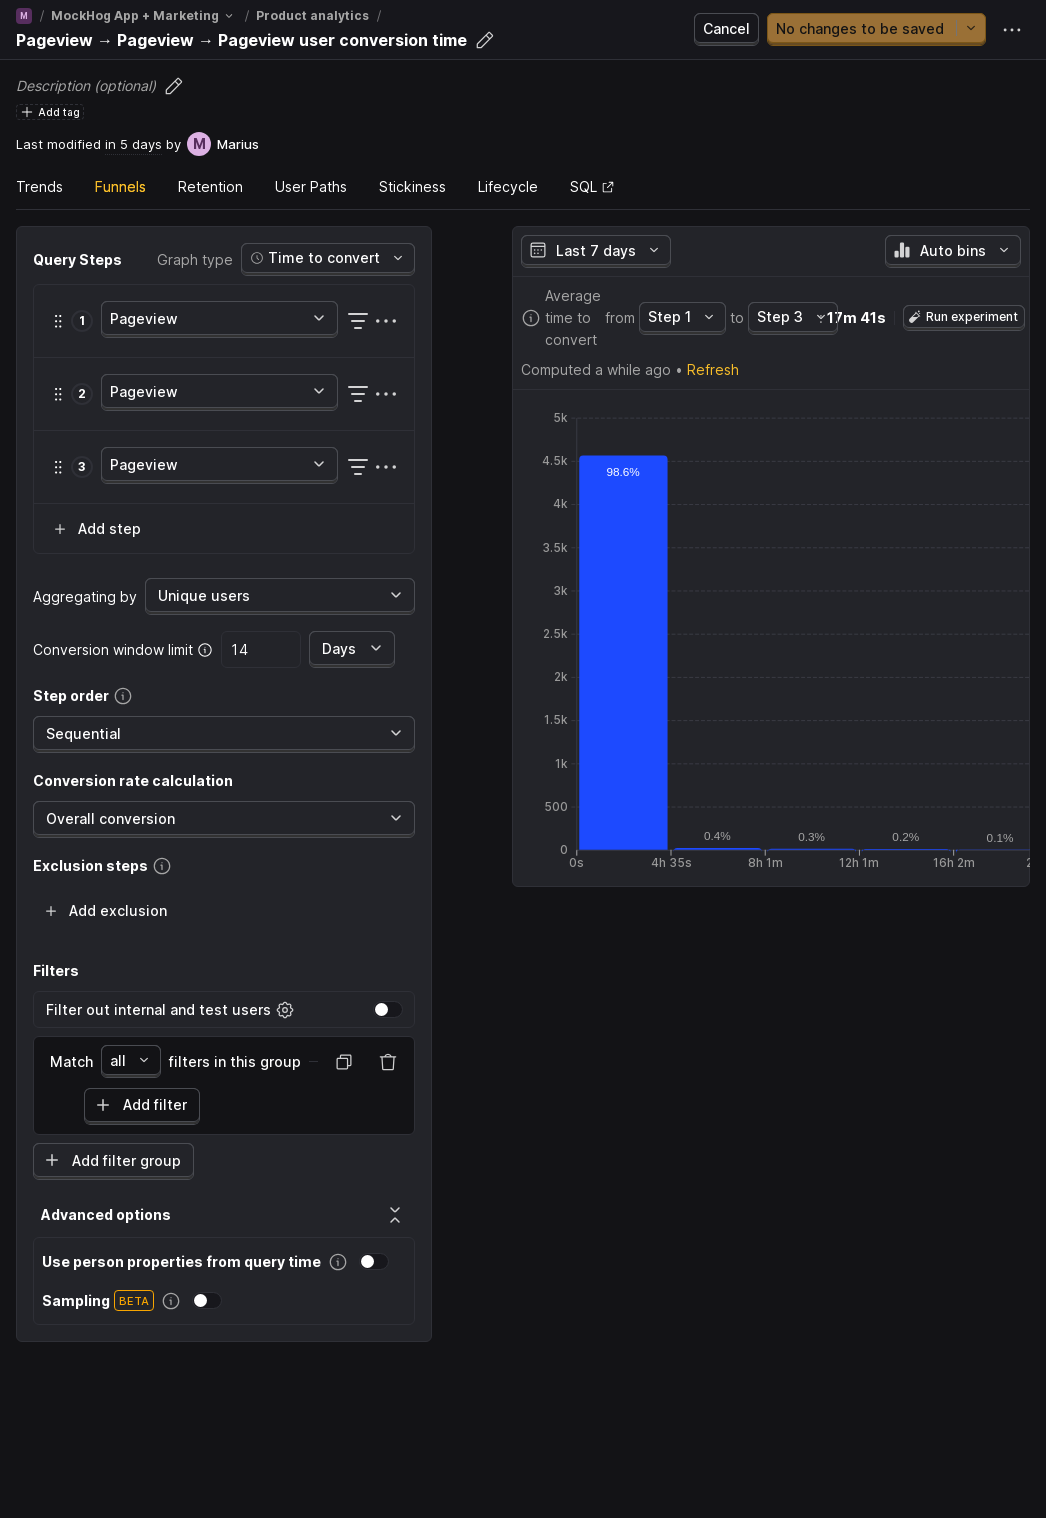 M / MockHog App + Marketing / Product analytics /
Pageview → Pageview → Pageview user conversion time
Cancel
No changes to be saved
Description (optional)
Add tag
Last modified in 5 days by M Marius
Trends Funnels Retention User Paths Stickiness Lifecycle SQL
Query Steps Graph type Time to convert
1 Pageview
2 Pageview
3 Pageview
Add step
Aggregating by Unique users
Conversion window limit 14 Days
Step order
Sequential
Conversion rate calculation
Overall conversion
Exclusion steps
Add exclusion
Filters
Filter out internal and test users
Match all filters in this group
Add filter
Add filter group
Advanced options
Use person properties from query time
Sampling BETA
Last 7 days
Auto bins
Average
time to
convert
from Step 1 to Step 3 : 17m 41s
Run experiment
Computed a while ago • Refresh
5k
4.5k
4k
3.5k
3k
2.5k
2k
1.5k
1k
500
0
98.6%
0.4%
0.3%
0.2%
0.1%
0s 4h 35s 8h 1m 12h 1m 16h 2m